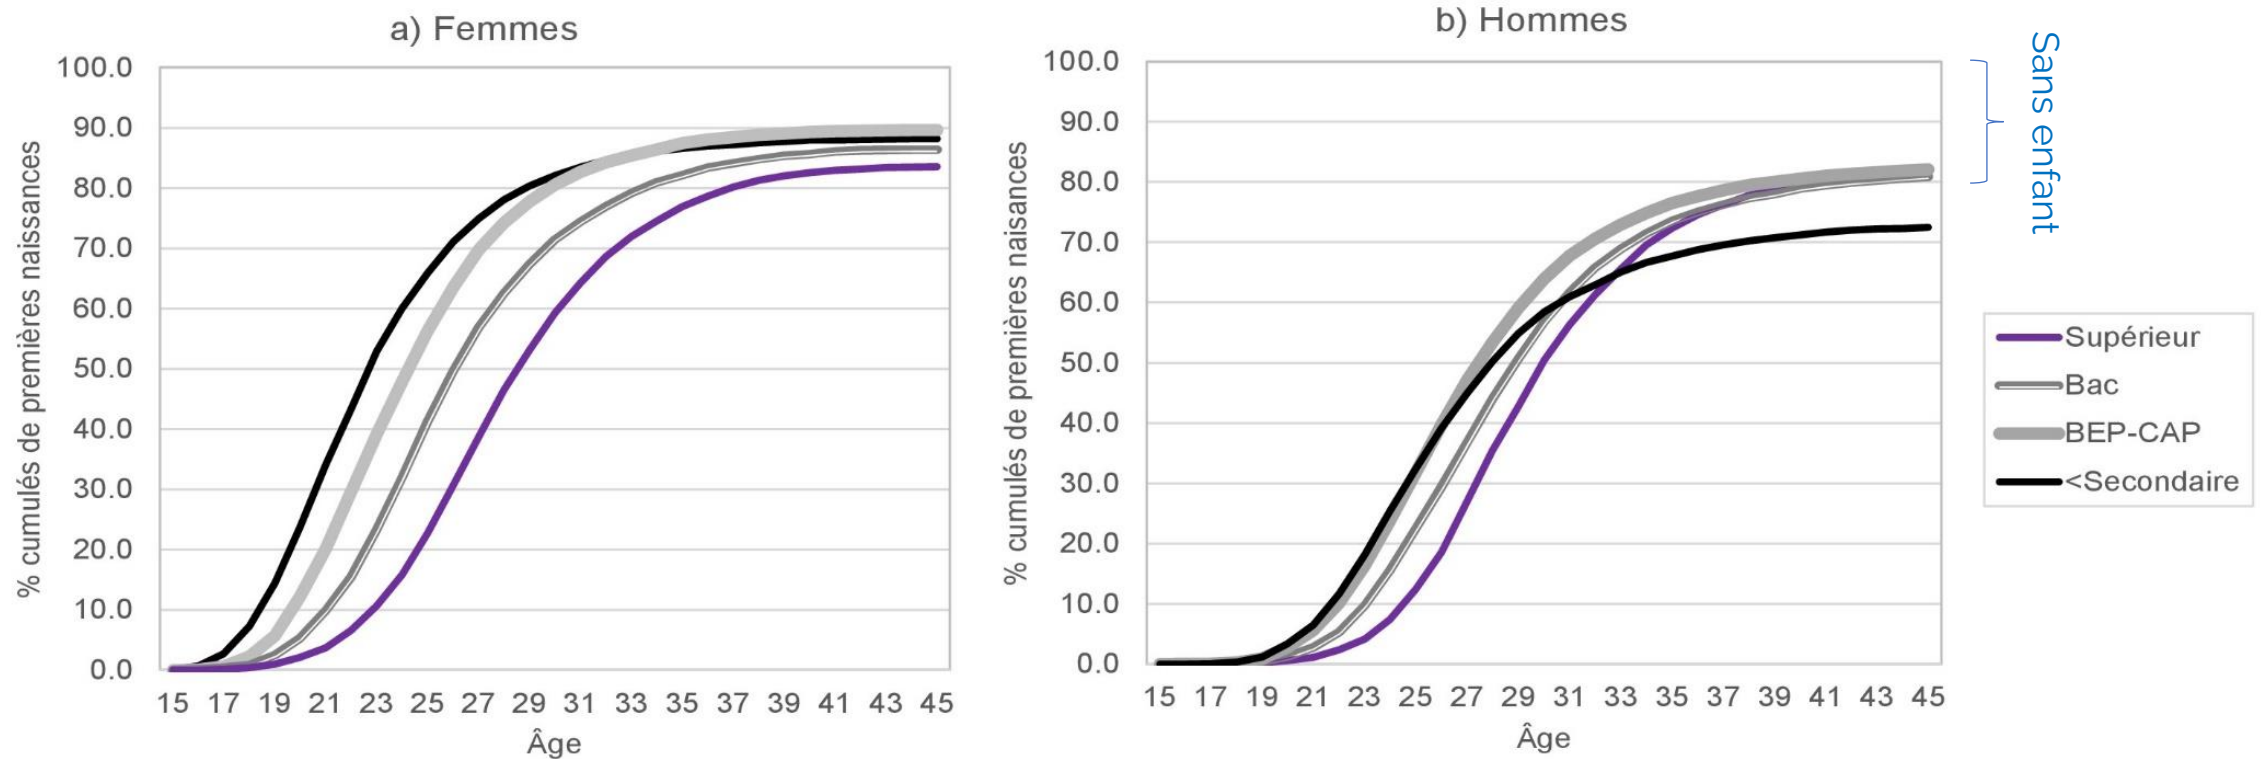 a) Femmes
% cumulés de premières naissances
100.0
90.0
80.0
70.0
60.0
50.0
40.0
30.0
20.0
10.0
0.0
15 17 19 21 23 25 27 29 31 33 35 37 39 41 43 45
Âge
b) Hommes
% cumulés de premières naisances
100.0
90.0
80.0
70.0
60.0
50.0
40.0
30.0
20.0
10.0
0.0
15 17 19 21 23 25 27 29 31 33 35 37 39 41 43 45
Âge
Sans enfant
Supérieur
Bac
BEP-CAP
<Secondaire